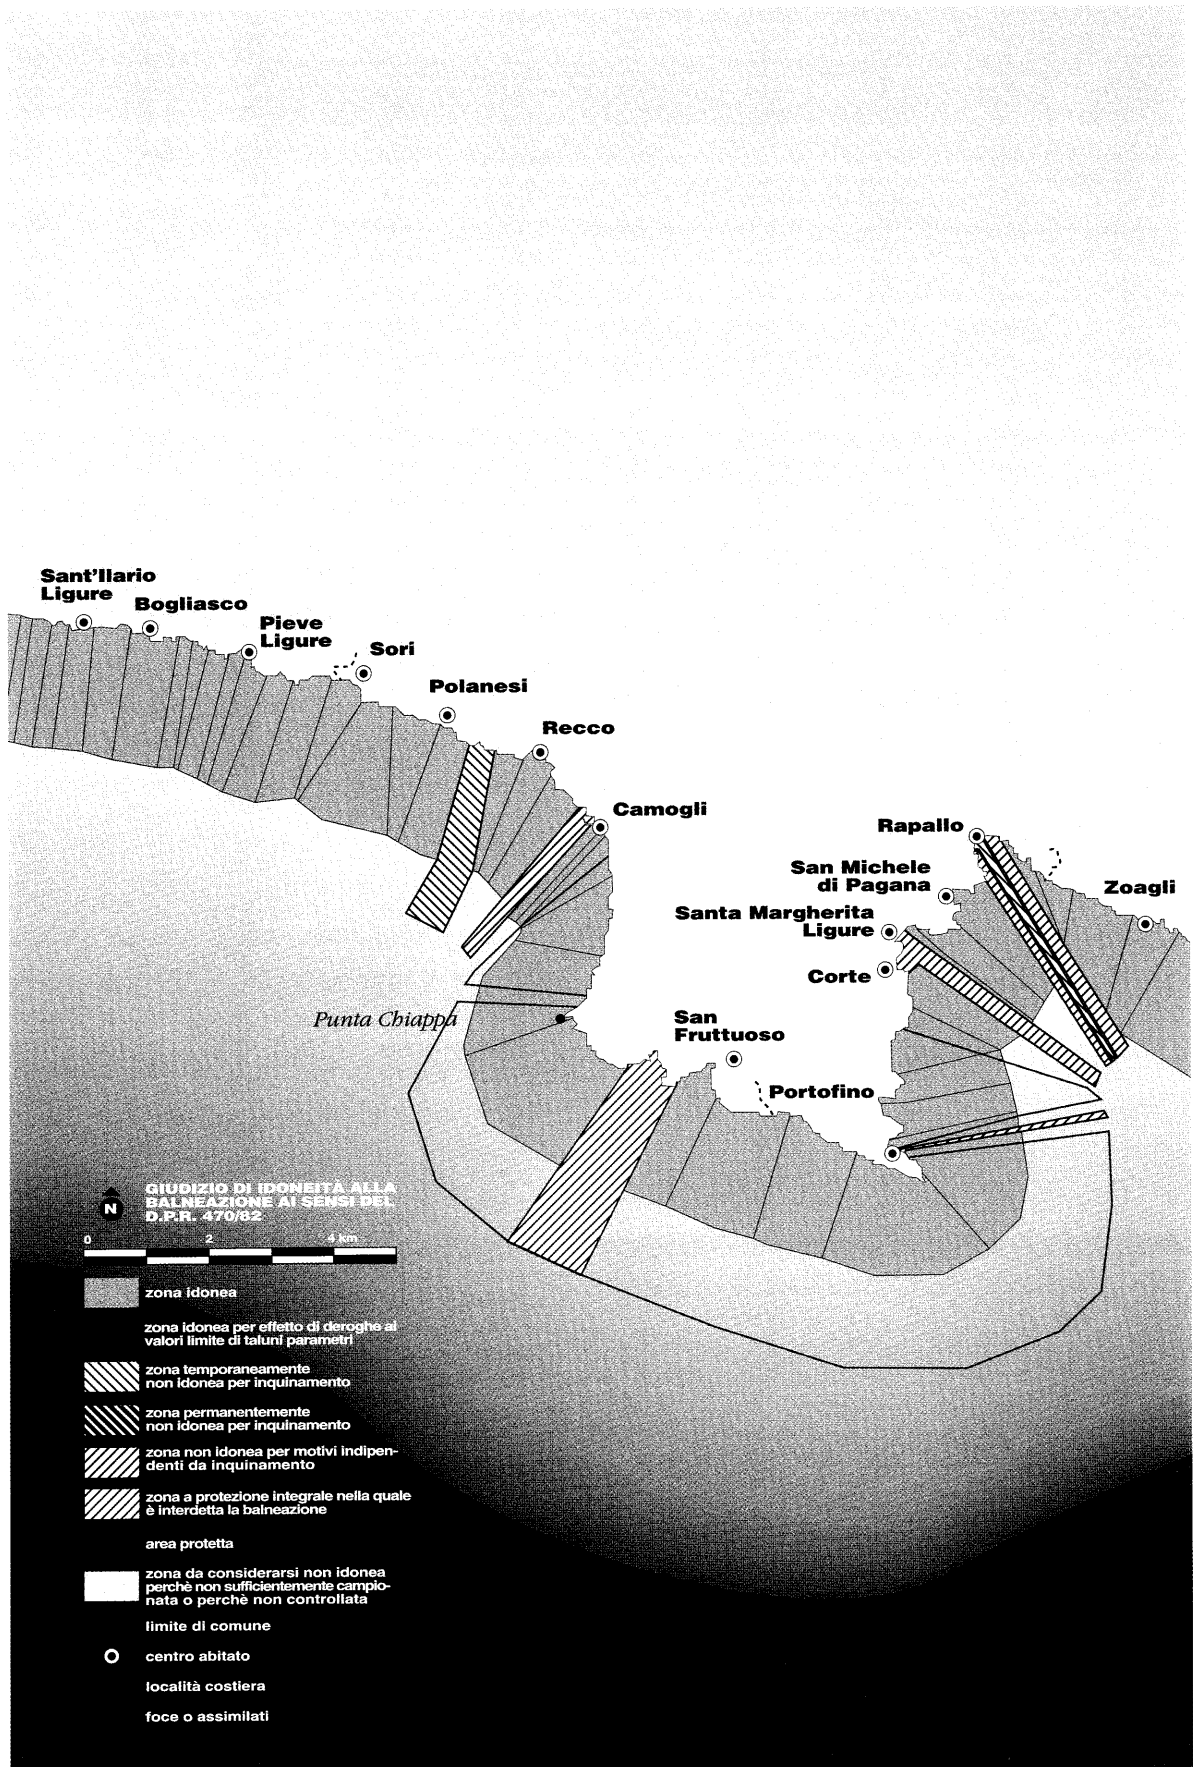 Sant'Ilario
Ligure
Bogliasco
Pieve
Ligure
Sori
Polanesi
Recco
Camogli
Rapallo
San Michele
di Pagana
Zoagli
Santa Margherita
Ligure
Corte
Punta Chiappa
San
Fruttuoso
Portofino
N
GIUDIZIO DI IDONEITÀ ALLA
BALNEAZIONE AI SENSI DEL
D.P.R. 470/82
0 2 4 km
zona idonea
zona idonea per effetto di deroghe ai
valori limite di taluni parametri
zona temporaneamente
non idonea per inquinamento
zona permanentemente
non idonea per inquinamento
zona non idonea per motivi indipen-
denti da inquinamento
zona a protezione integrale nella quale
è interdetta la balneazione
area protetta
zona da considerarsi non idonea
perchè non sufficientemente campio-
nata o perchè non controllata
limite di comune
centro abitato
località costiera
foce o assimilati